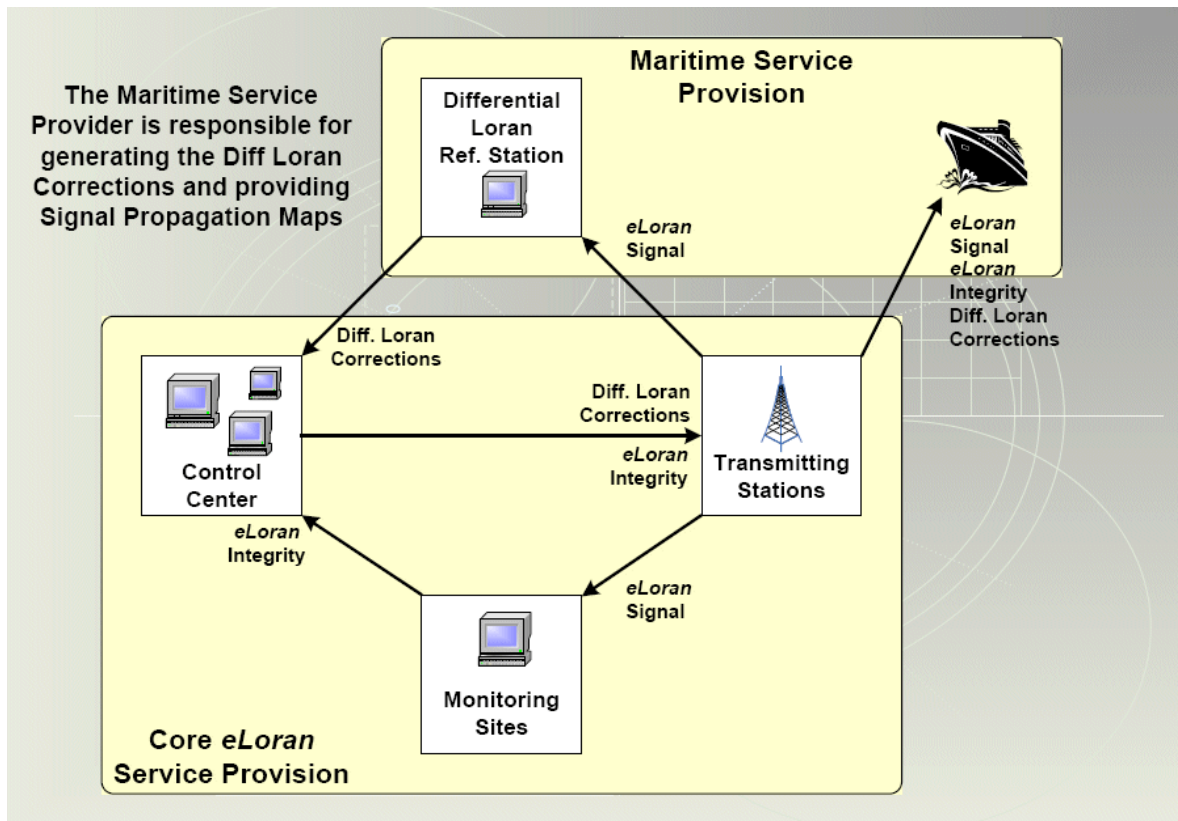 The Maritime Service
Provider is responsible for
generating the Diff Loran
Corrections and providing
Signal Propagation Maps
Maritime Service
Provision
Differential
Loran
Ref. Station
eLoran
Signal
eLoran
Signal
eLoran
Integrity
Diff. Loran
Corrections
Diff. Loran
Corrections
Control
Center
Diff. Loran
Corrections
eLoran
Integrity
Transmitting
Stations
eLoran
Integrity
eLoran
Signal
Monitoring
Sites
Core eLoran
Service Provision